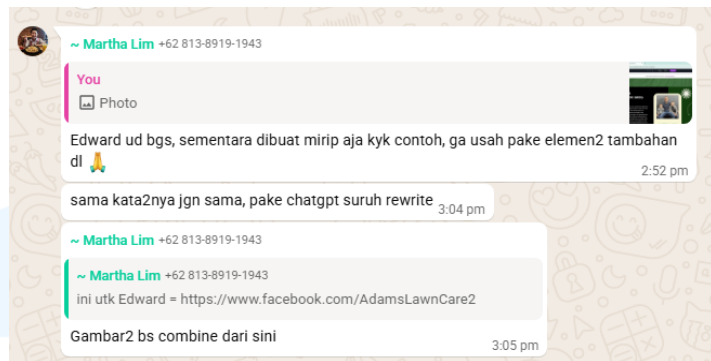 ~ Martha Lim +62 813-8919-1943
You
Photo
Edward ud bgs, sementara dibuat mirip aja kyk contoh, ga usah pake elemen2 tambahan
dl 🙏
2:52 pm
sama kata2nya jgn sama, pake chatgpt suruh rewrite
3:04 pm
~ Martha Lim +62 813-8919-1943
~ Martha Lim +62 813-8919-1943
ini utk Edward = https://www.facebook.com/AdamsLawnCare2
Gambar2 bs combine dari sini
3:05 pm